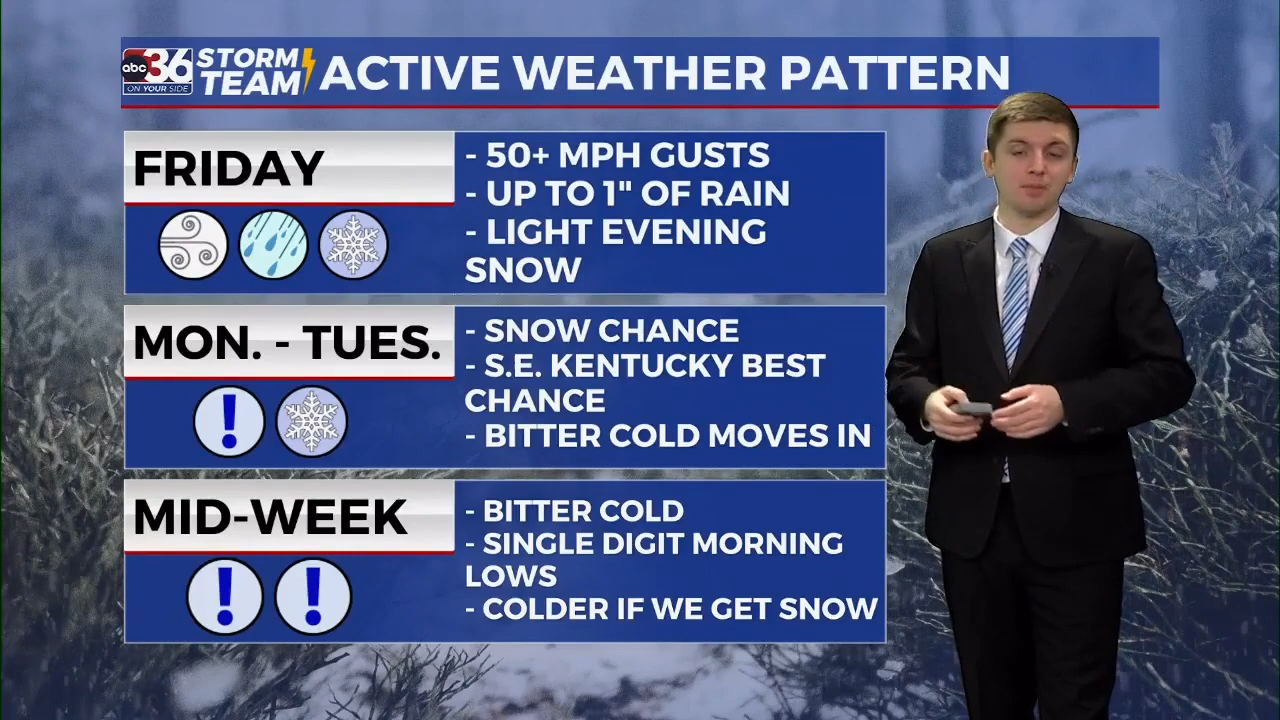 abc 36
ON YOUR SIDE
STORM
TEAM
ACTIVE WEATHER PATTERN
FRIDAY
- 50+ MPH GUSTS
- UP TO 1" OF RAIN
- LIGHT EVENING
SNOW
MON. - TUES.
- SNOW CHANCE
- S.E. KENTUCKY BEST
CHANCE
- BITTER COLD MOVES IN
MID-WEEK
- BITTER COLD
- SINGLE DIGIT MORNING
LOWS
- COLDER IF WE GET SNOW